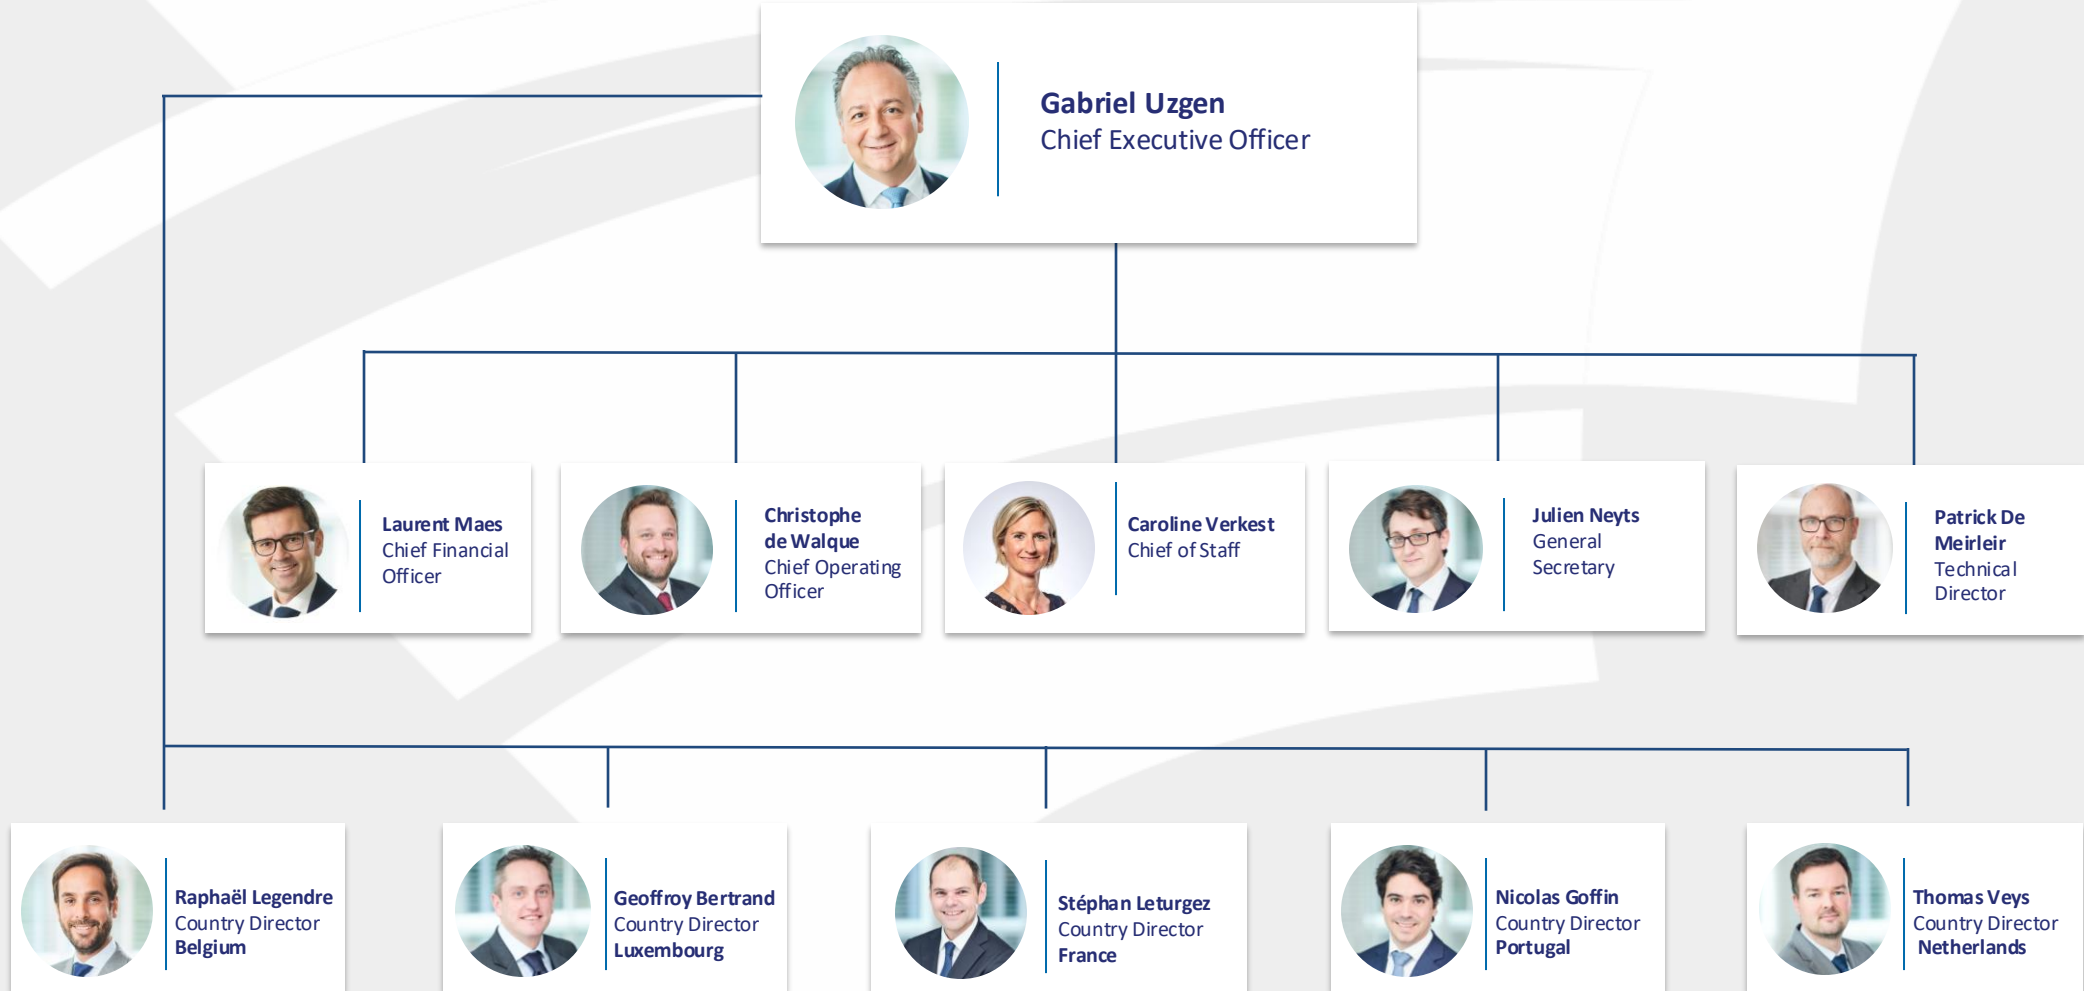 Gabriel Uzgen
Chief Executive Officer
Laurent Maes
Chief Financial
Officer
Christophe
de Walque
Chief Operating
Officer
Caroline Verkest
Chief of Staff
Julien Neyts
General
Secretary
Patrick De
Meirleir
Technical
Director
Raphaël Legendre
Country Director
Belgium
Geoffroy Bertrand
Country Director
Luxembourg
Stéphan Leturgez
Country Director
France
Nicolas Goffin
Country Director
Portugal
Thomas Veys
Country Director
Netherlands